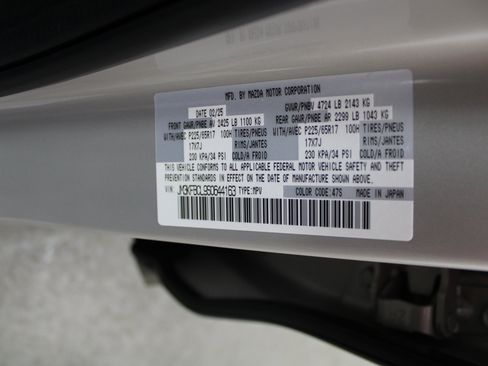 MFD. BY MAZDA MOTOR CORPORATION
DATE 02/25 GVWR/PNBV 4724 LB 2143 KG
FRONT GAWR/PNBE AV 2425 LB 1100 KG REAR GAWR/PNBE AR 2299 LB 1043 KG
WITH/AVEC P225/65R17 100H TIRES/PNEUS WITH/AVEC P225/65R17 100H TIRES/PNEUS
17X7J RIMS/JANTES 17X7J RIMS/JANTES
230 KPA/34 PSI COLD/A FROID 230 KPA/34 PSI COLD/A FROID
THIS VEHICLE CONFORMS TO ALL APPLICABLE FEDERAL MOTOR VEHICLE SAFETY AND THEFT
PREVENTION STANDARDS IN EFFECT ON THE DATE OF MANUFACTURE SHOWN ABOVE.
VIN: JM3KFBCL9S0644163 TYPE:MPV COLOR CODE:47S MADE IN JAPAN